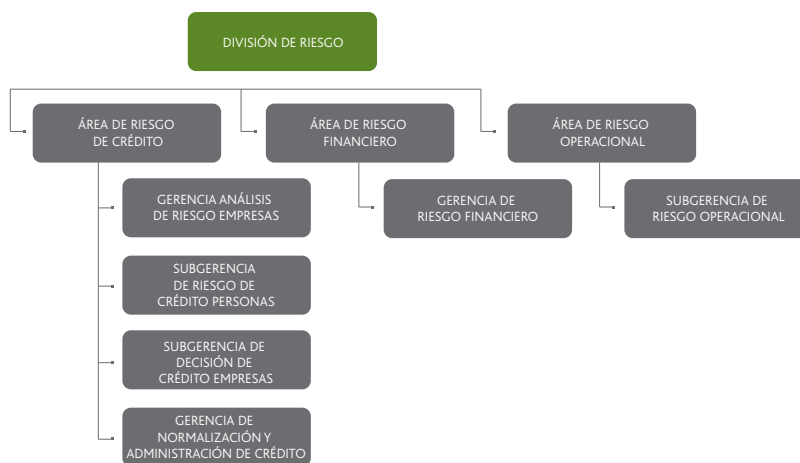 DIVISIÓN DE RIESGO
ÁREA DE RIESGO
DE CRÉDITO
ÁREA DE RIESGO
FINANCIERO
ÁREA DE RIESGO
OPERACIONAL
GERENCIA ANÁLISIS
DE RIESGO EMPRESAS
GERENCIA DE
RIESGO FINANCIERO
SUBGERENCIA DE
RIESGO OPERACIONAL
SUBGERENCIA
DE RIESGO DE
CRÉDITO PERSONAS
SUBGERENCIA DE
DECISIÓN DE
CRÉDITO EMPRESAS
GERENCIA DE
NORMALIZACIÓN Y
ADMINISTRACIÓN DE CRÉDITO